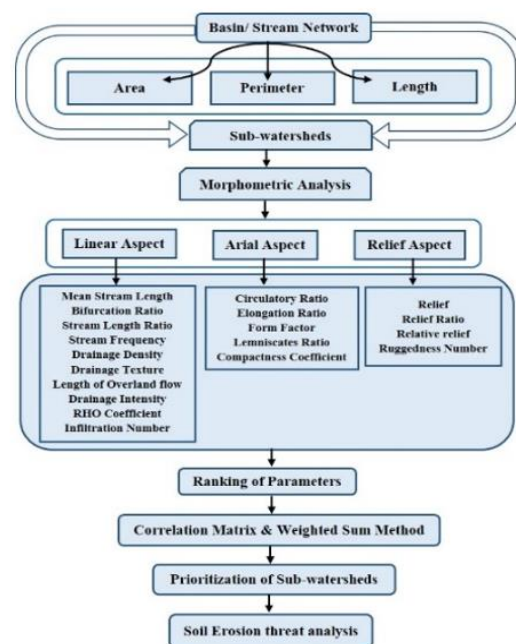 Basin/ Stream Network
Area
Perimeter
Length
Sub-watersheds
Morphometric Analysis
Linear Aspect
Arial Aspect
Relief Aspect
Mean Stream Length
Bifurcation Ratio
Stream Length Ratio
Stream Frequency
Drainage Density
Drainage Texture
Length of Overland flow
Drainage Intensity
RHO Coefficient
Infiltration Number
Circulatory Ratio
Elongation Ratio
Form Factor
Lemniscates Ratio
Compactness Coefficient
Relief
Relief Ratio
Relative relief
Ruggedness Number
Ranking of Parameters
Correlation Matrix & Weighted Sum Method
Prioritization of Sub-watersheds
Soil Erosion threat analysis